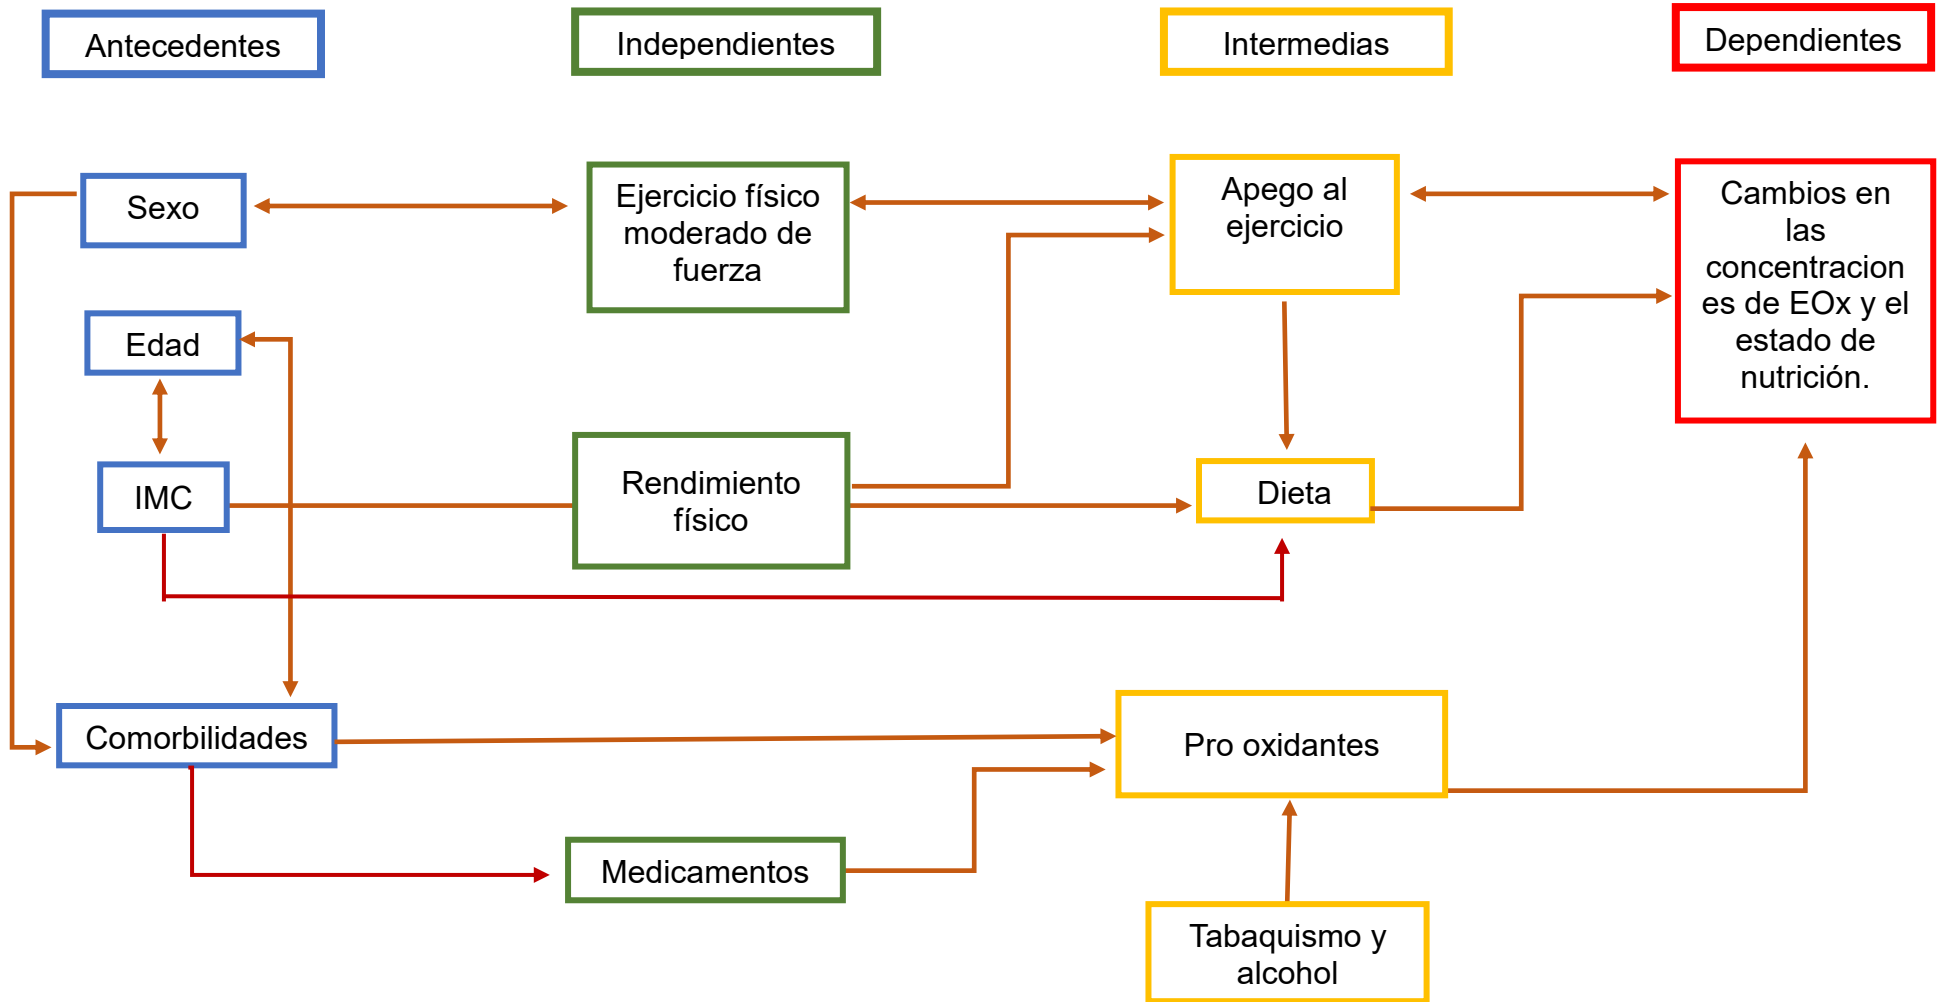 Antecedentes
Independientes
Intermedias
Dependientes
Sexo
Ejercicio físico
moderado de
fuerza
Apego al
ejercicio
Cambios en
las
concentracion
es de EOx y el
estado de
nutrición.
Edad
IMC
Rendimiento
físico
Dieta
Comorbilidades
Pro oxidantes
Medicamentos
Tabaquismo y
alcohol